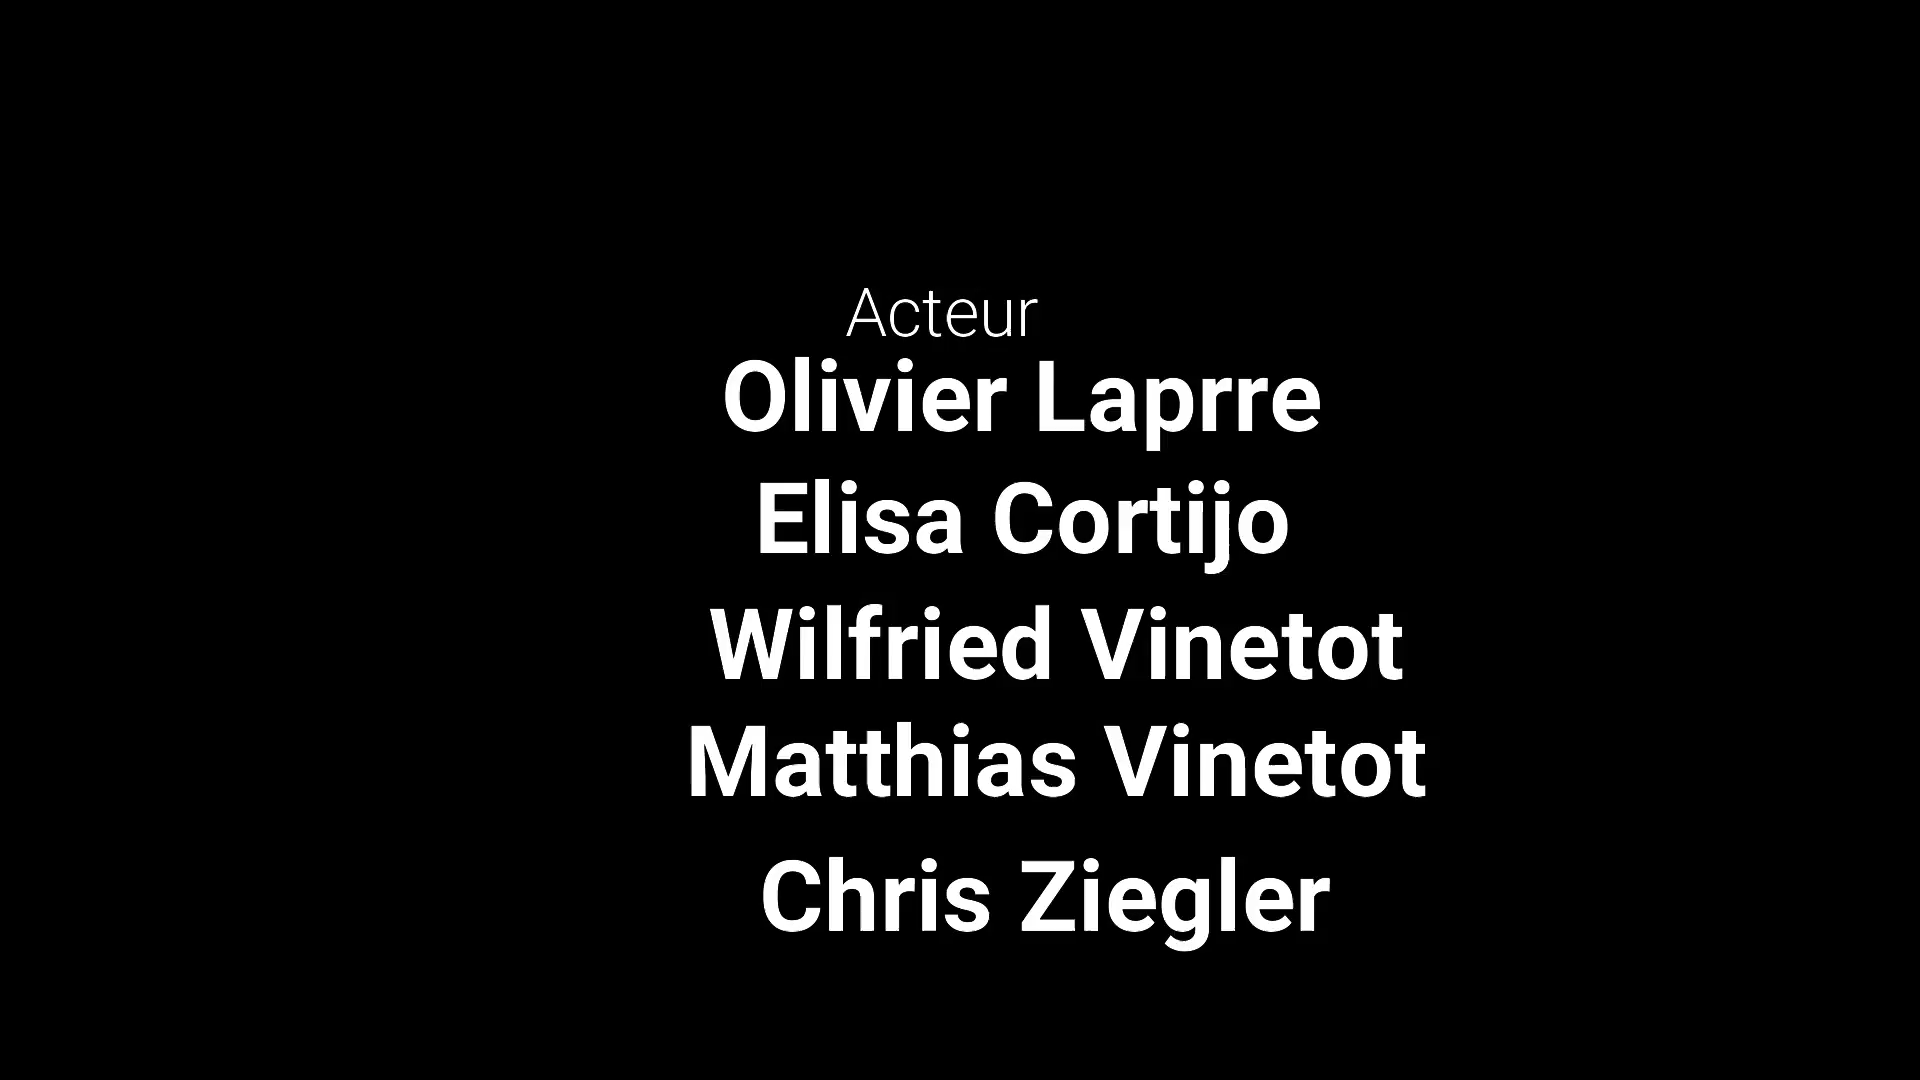 Acteur
Olivier Laprre
Elisa Cortijo
Wilfried Vinetot
Matthias Vinetot
Chris Ziegler